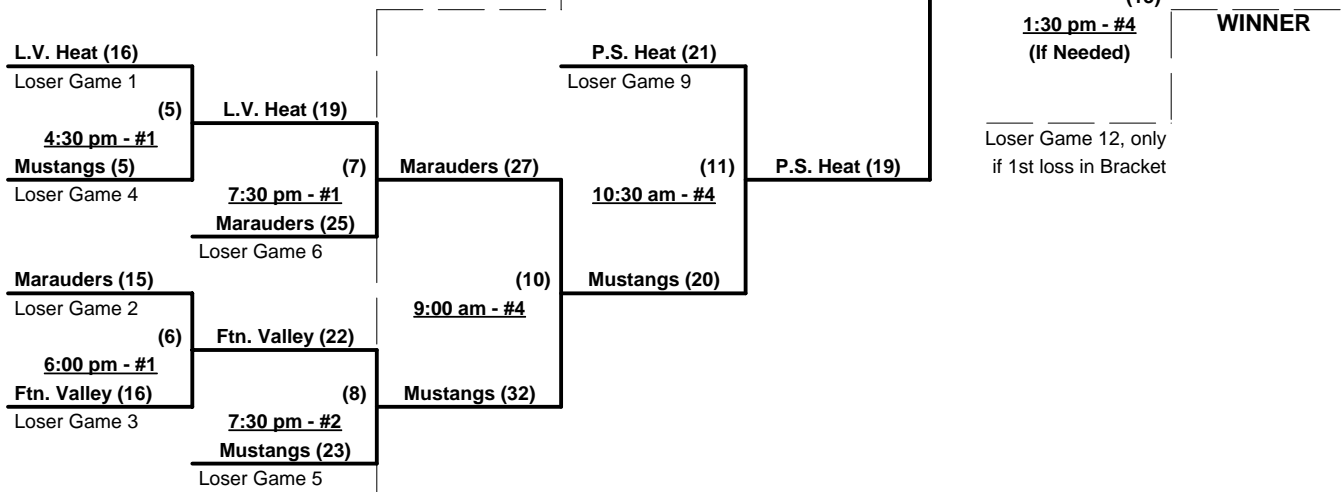 1:30 pm - #4
WINNER
(If Needed)
L.V. Heat (16)
P.S. Heat (21)
Loser Game 1
Loser Game 9
(5)
L.V. Heat (19)
4:30 pm - #1
Loser Game 12, only
if 1st loss in Bracket
Mustangs (5)
(7)
Marauders (27)
(11)
P.S. Heat (19)
Loser Game 4
7:30 pm - #1
10:30 am - #4
Marauders (25)
Loser Game 6
Marauders (15)
(10)
Mustangs (20)
Loser Game 2
9:00 am - #4
(6)
Ftn. Valley (22)
6:00 pm - #1
Ftn. Valley (16)
(8)
Mustangs (32)
Loser Game 3
7:30 pm - #2
Mustangs (23)
Loser Game 5